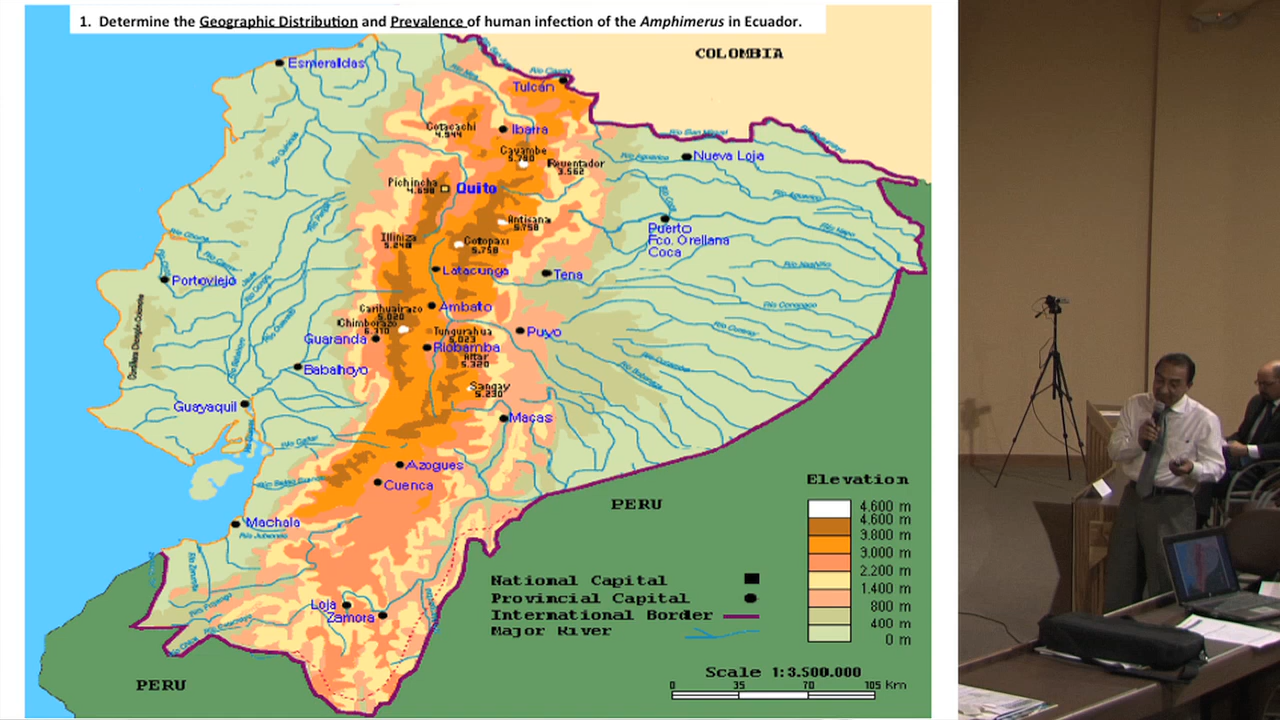 1. Determine the Geographic Distribution and Prevalence of human infection of the Amphimerus in Ecuador.
COLOMBIA
Esmeraldas
Tulcán
Cotacachi
4.944
Ibarra
Cayambe
5.790
Reventador
3.562
Nueva Loja
Pichincha
4.698
Quito
Antisana
5.758
Puerto
Fco. Orellana
Coca
Illiniza
5.248
Cotopaxi
5.758
Latacunga
Tena
Portoviejo
Carihuairazo
5.020
Ambato
Chimborazo
6.310
Tungurahua
5.023
Puyo
Guaranda
Riobamba
Altar
5.320
Babahoyo
Sangay
5.230
Guayaquil
Macas
Azogues
Cuenca
Machala
Loja
Zamora
PERU
PERU
Elevation
4.600 m
4.600 m
3.800 m
3.000 m
2.200 m
1.400 m
800 m
400 m
0 m
National Capital
Provincial Capital
International Border
Major River
Scale 1:3.500.000
0 35 70 105 Km